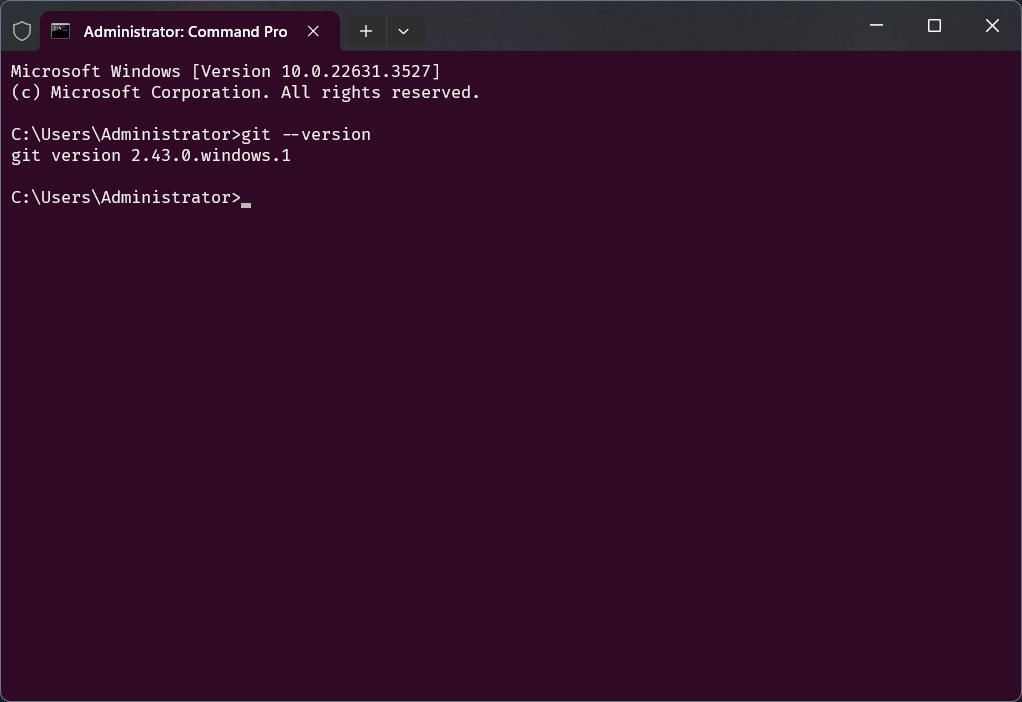 Administrator: Command Pro
Microsoft Windows [Version 10.0.22631.3527]
(c) Microsoft Corporation. All rights reserved.
C:\Users\Administrator>git --version
git version 2.43.0.windows.1
C:\Users\Administrator>